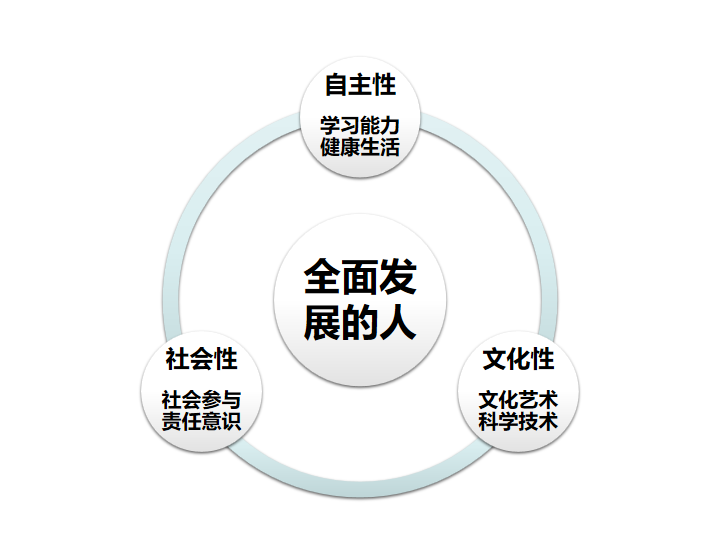 自主性
学习能力
健康生活
全面发
展的人
社会性
社会参与
责任意识
文化性
文化艺术
科学技术